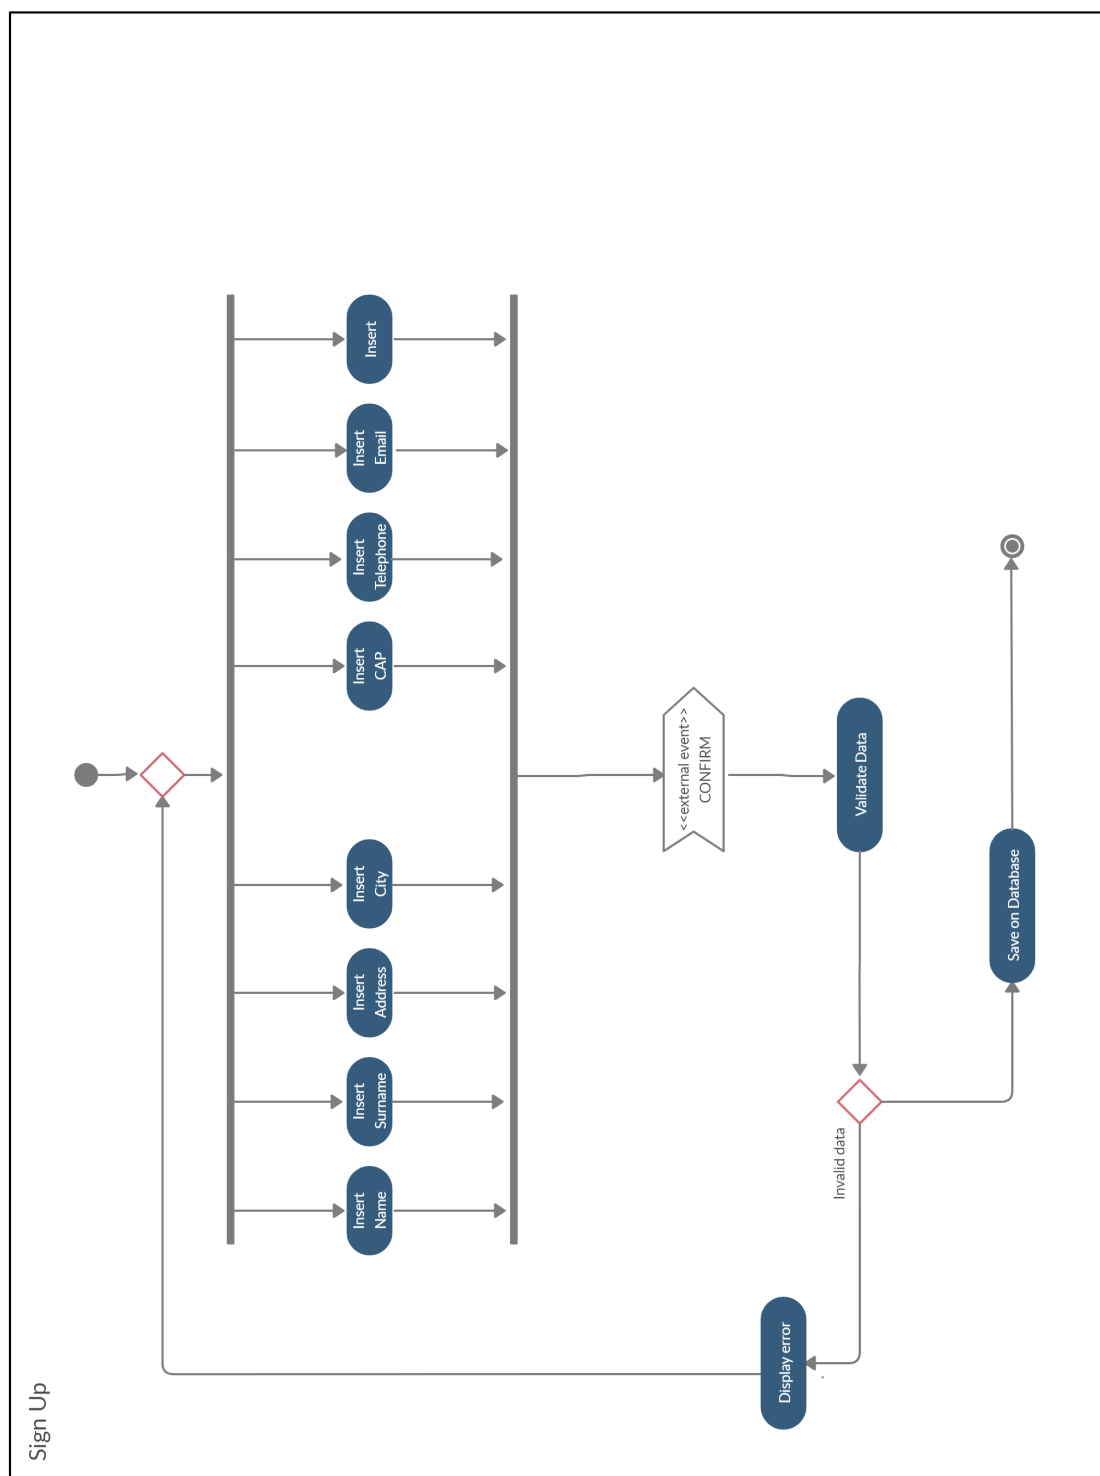 Sign Up
Insert
Name
Insert
Surname
Insert
Address
Insert
City
Insert
CAP
Insert
Telephone
Insert
Email
Insert
<<external event>>
CONFIRM
Validate Data
Invalid data
Display error
Save on Database